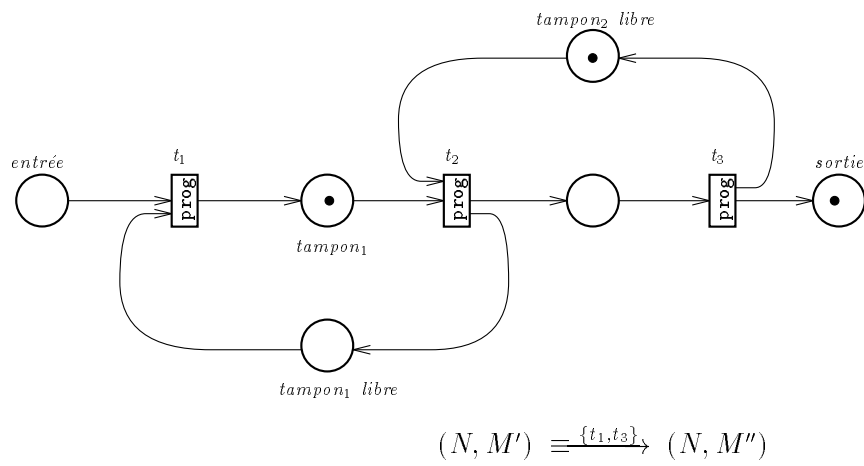 tampon₂ libre
entrée
t₁
t₂
t₃
sortie
prog
prog
prog
tampon₁
tampon₁ libre
(N, M′) ≡ {t₁,t₃} ⟶ (N, M″)